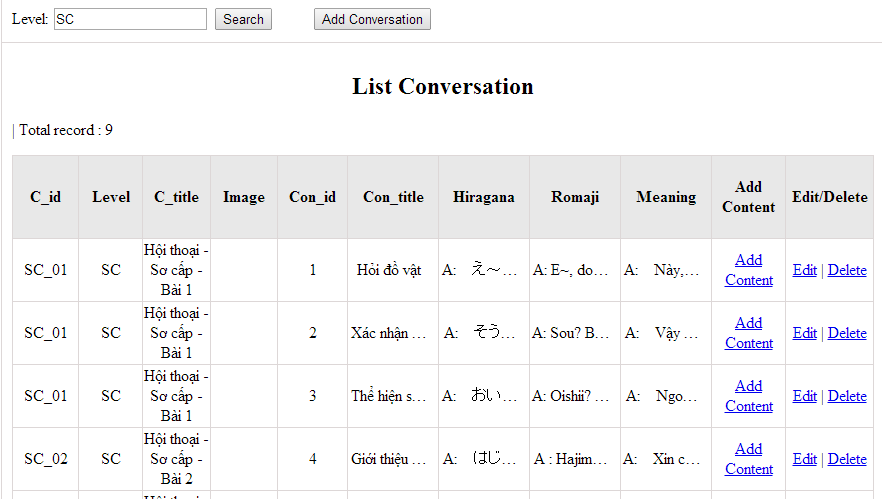 Level: SC Search Add Conversation
List Conversation
| Total record : 9
C_id Level C_title Image Con_id Con_title Hiragana Romaji Meaning Add Content Edit/Delete
SC_01 SC Hội thoại - Sơ cấp - Bài 1 1 Hỏi đồ vật A: え～… A: E~, do… A: Này,… Add Content Edit | Delete
SC_01 SC Hội thoại - Sơ cấp - Bài 1 2 Xác nhận … A: そう… A: Sou? B… A: Vậy … Add Content Edit | Delete
SC_01 SC Hội thoại - Sơ cấp - Bài 1 3 Thể hiện s… A: おい… A: Oishii? … A: Ngo… Add Content Edit | Delete
SC_02 SC Hội thoại - Sơ cấp - Bài 2 4 Giới thiệu … A: はじ… A : Hajim… A: Xin c… Add Content Edit | Delete